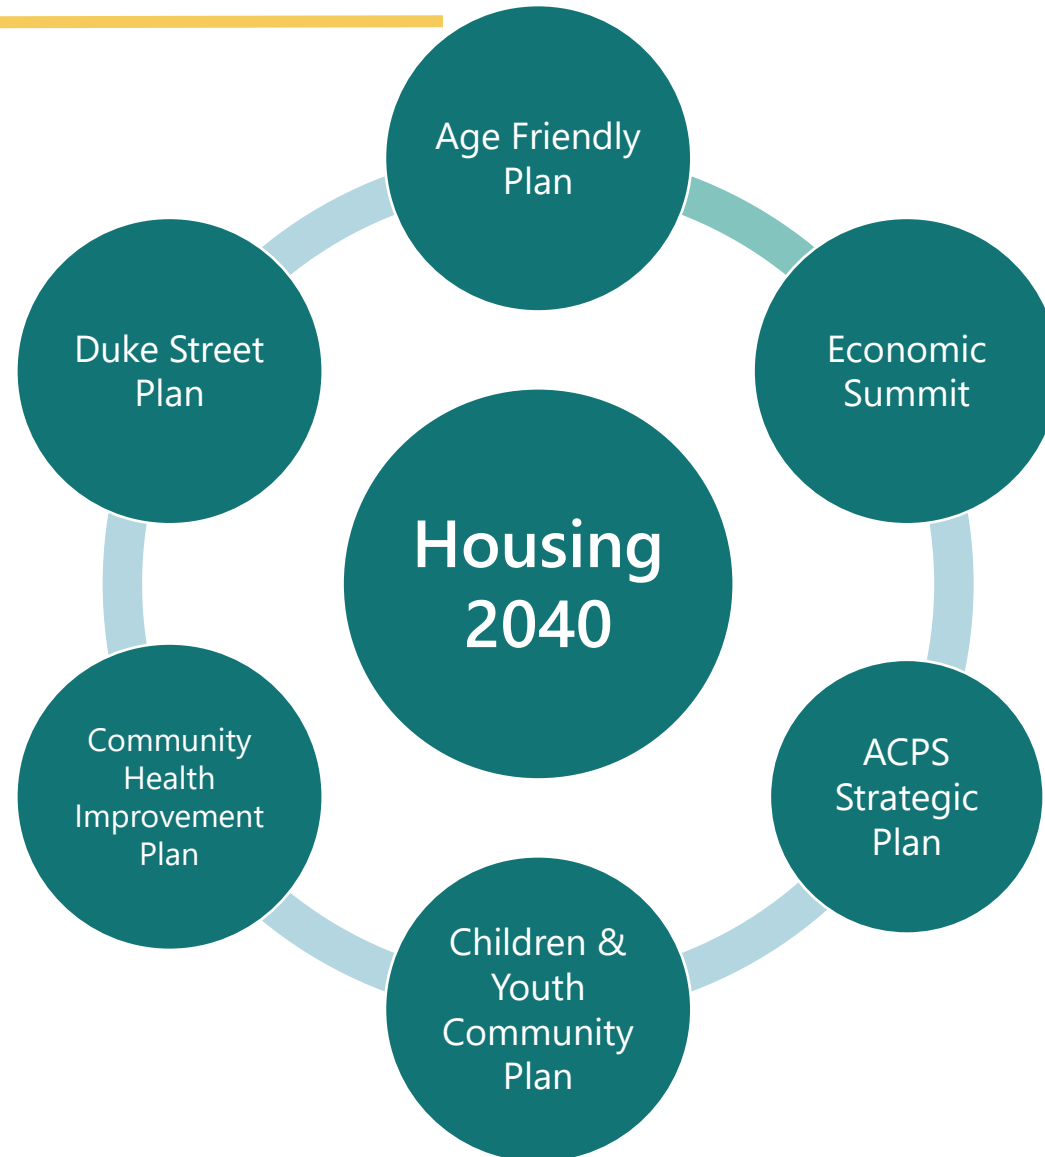 Age Friendly
Plan
Economic
Summit
ACPS
Strategic
Plan
Children &
Youth
Community
Plan
Community
Health
Improvement
Plan
Duke Street
Plan
Housing
2040